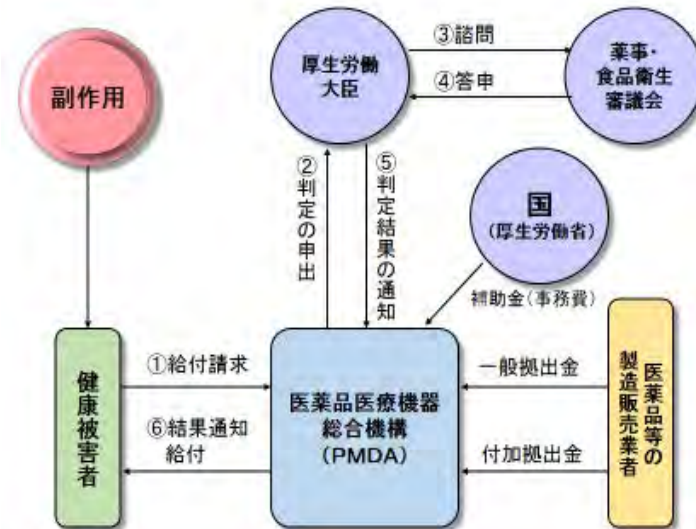 副作用
厚生労働
大臣
③諮問
④答申
薬事・
食品衛生
審議会
②判定の申出
⑤判定結果の通知
国
(厚生労働省)
補助金(事務費)
健康被害者
①給付請求
⑥結果通知
給付
医薬品医療機器
総合機構
(PMDA)
一般拠出金
付加拠出金
医薬品等の
製造販売業者